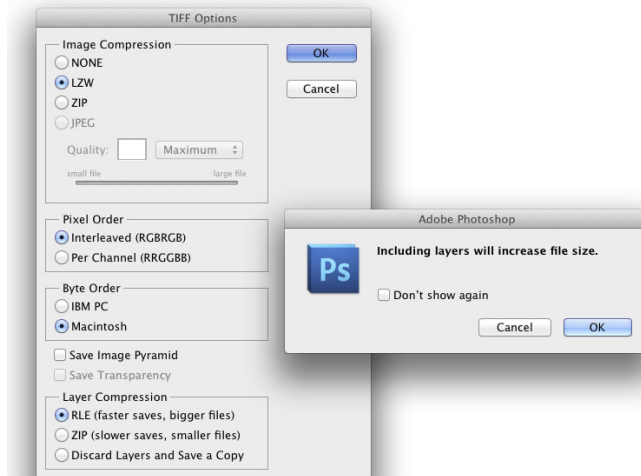 TIFF Options
Image Compression
NONE
LZW
ZIP
JPEG
Quality:
Maximum
small file
large file
OK
Cancel
Pixel Order
Interleaved (RGBRGB)
Per Channel (RRGGBB)
Byte Order
IBM PC
Macintosh
Save Image Pyramid
Save Transparency
Layer Compression
RLE (faster saves, bigger files)
ZIP (slower saves, smaller files)
Discard Layers and Save a Copy
Adobe Photoshop
Ps
Including layers will increase file size.
Don't show again
Cancel
OK